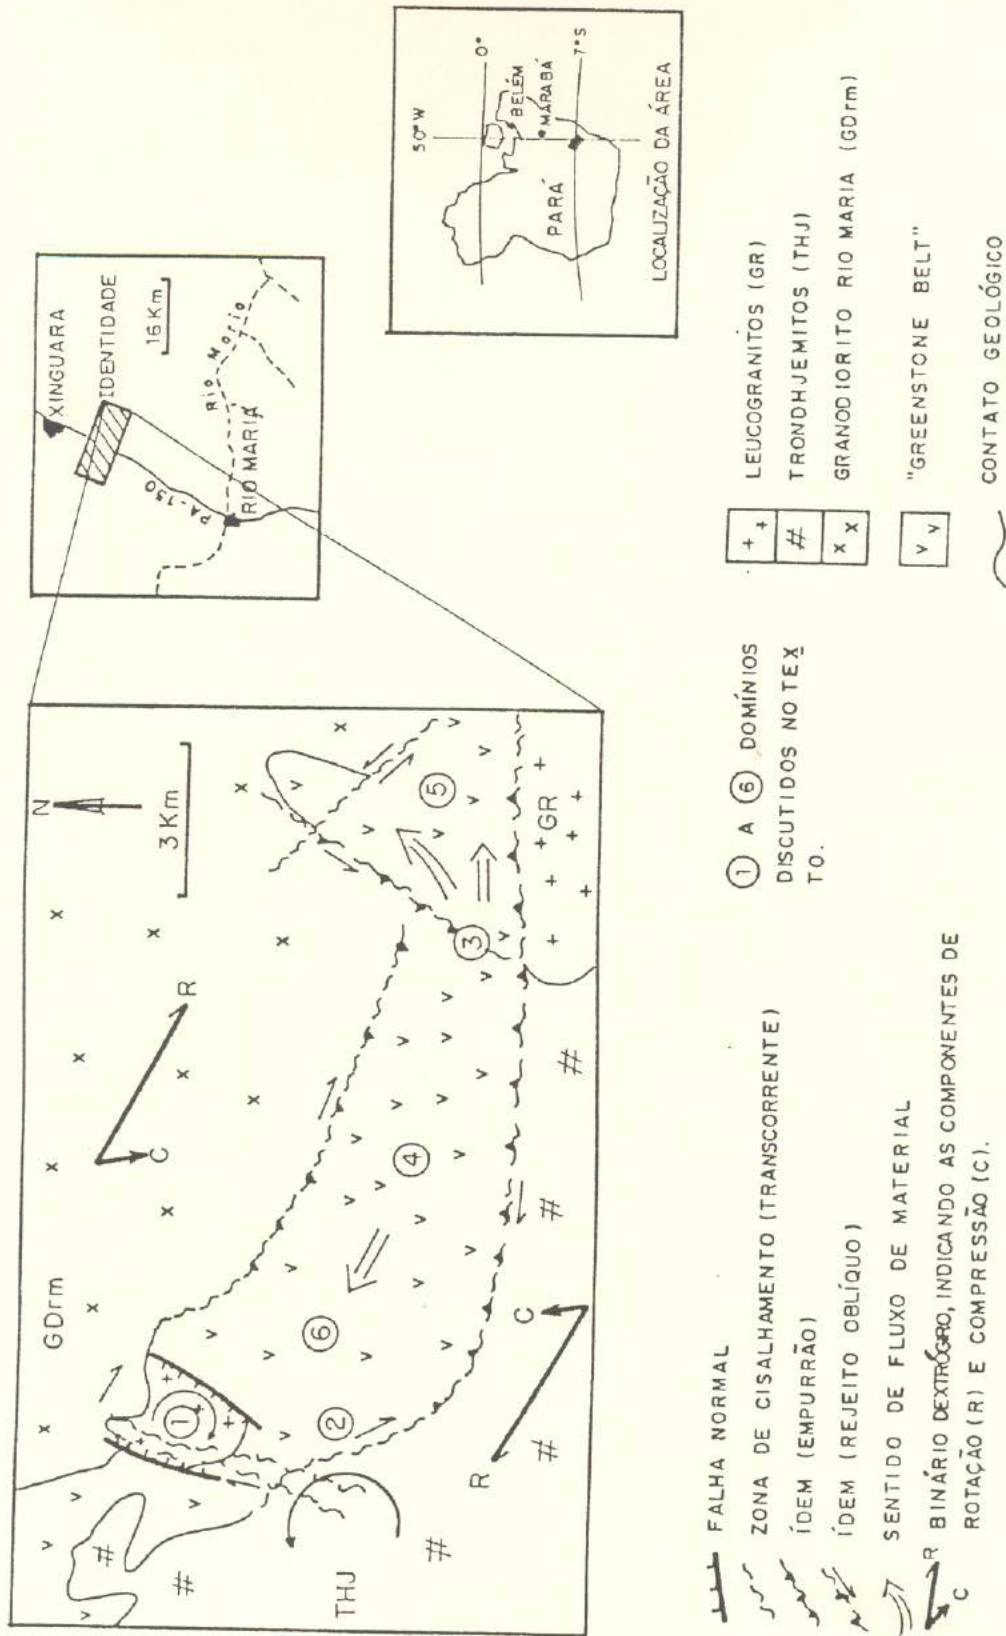 GDrm
N
3 Km
R
C
1
2
3
4
5
6
R
C
THJ
GR
XINGUARA
IDENTIDADE
16 Km
PA-150
RIO MARIA
Rio Maria
50°W
0°
BELÉM
MARABÁ
PARÁ
7°S
LOCALIZAÇÃO DA ÁREA
FALHA NORMAL
ZONA DE CISALHAMENTO (TRANSCORRENTE)
ÍDEM (EMPURRÃO)
ÍDEM (REJEITO OBLÍQUO)
SENTIDO DE FLUXO DE MATERIAL
R
C
BINÁRIO DEXTRÓGRO, INDICANDO AS COMPONENTES DE
ROTAÇÃO (R) E COMPRESSÃO (C).
1 A 6 DOMÍNIOS
DISCUTIDOS NO TEX
TO.
LEUCOGRANITOS (GR)
TRONDHJEMITOS (THJ)
GRANODIORITO RIO MARIA (GDrm)
"GREENSTONE BELT"
CONTATO GEOLÓGICO